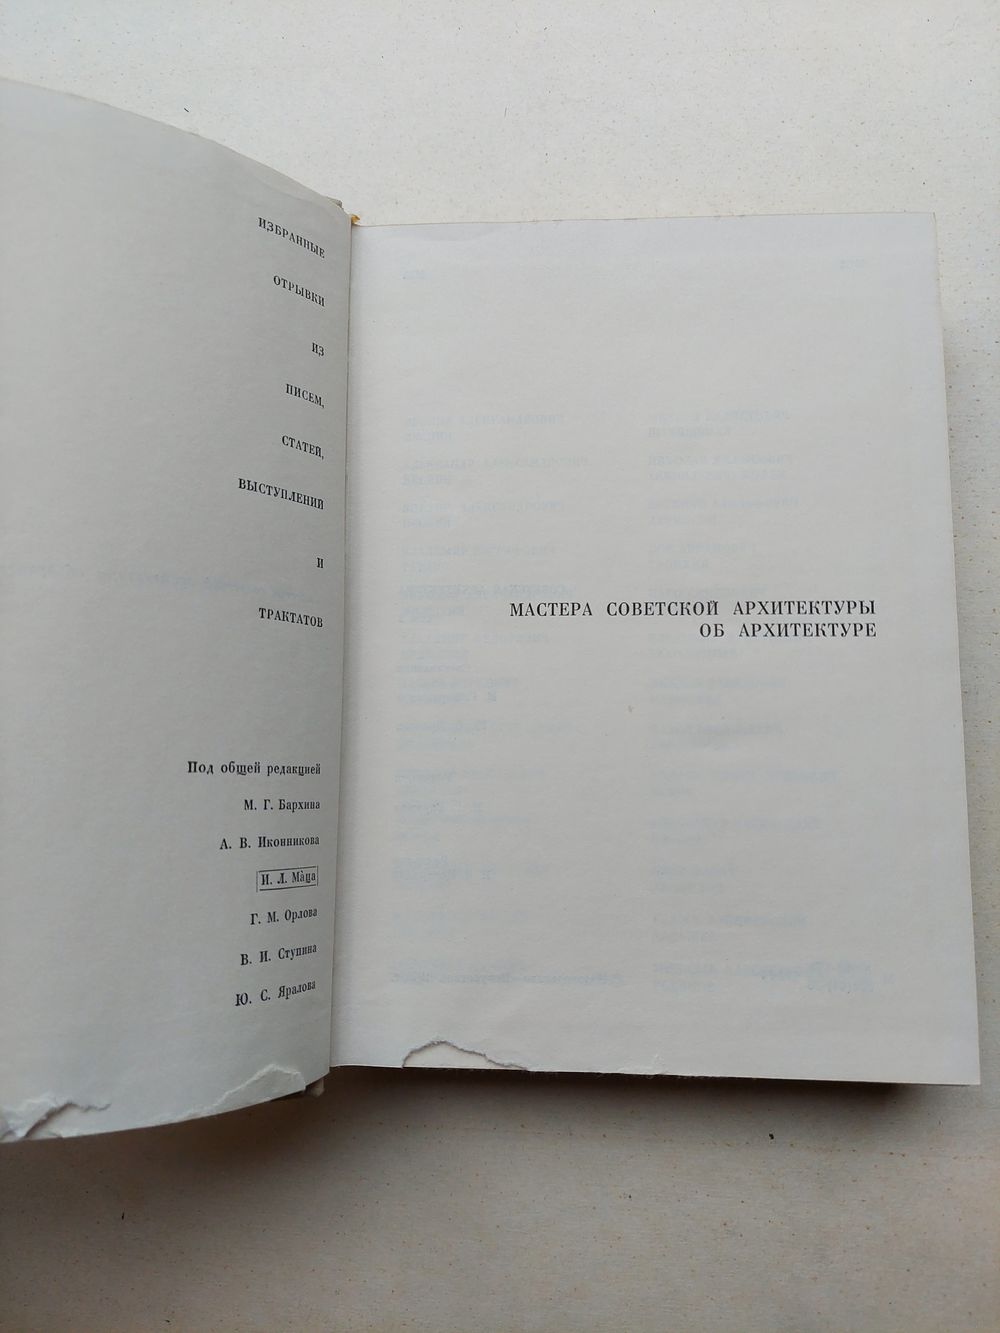 ИЗБРАННЫЕ
ОТРЫВКИ
ИЗ
ПИСЕМ,
СТАТЕЙ,
ВЫСТУПЛЕНИЙ
И
ТРАКТАТОВ
Под общей редакцией
М. Г. Бархина
А. В. Иконникова
И. Л. Маца
Г. М. Орлова
В. И. Ступина
Ю. С. Яралова
МАСТЕРА СОВЕТСКОЙ АРХИТЕКТУРЫ
ОБ АРХИТЕКТУРЕ